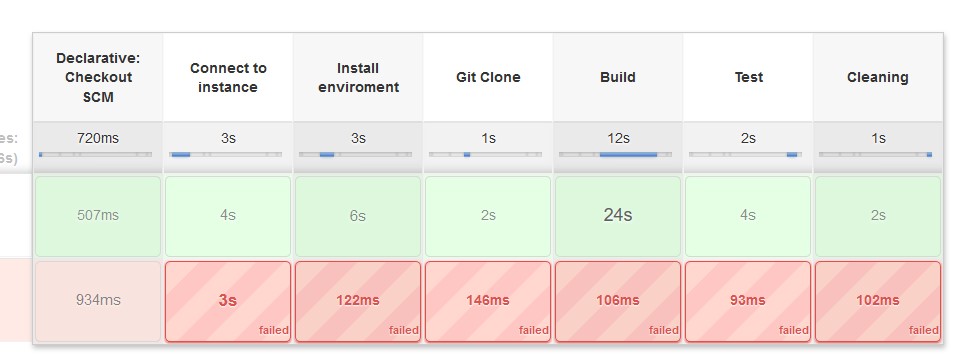 Declarative:
Checkout
SCM
Connect to
instance
Install
enviroment
Git Clone
Build
Test
Cleaning
es:
720ms 3s 3s 1s 12s 2s 1s
507ms 4s 6s 2s 24s 4s 2s
934ms 3s 122ms 146ms 106ms 93ms 102ms
failed failed failed failed failed failed